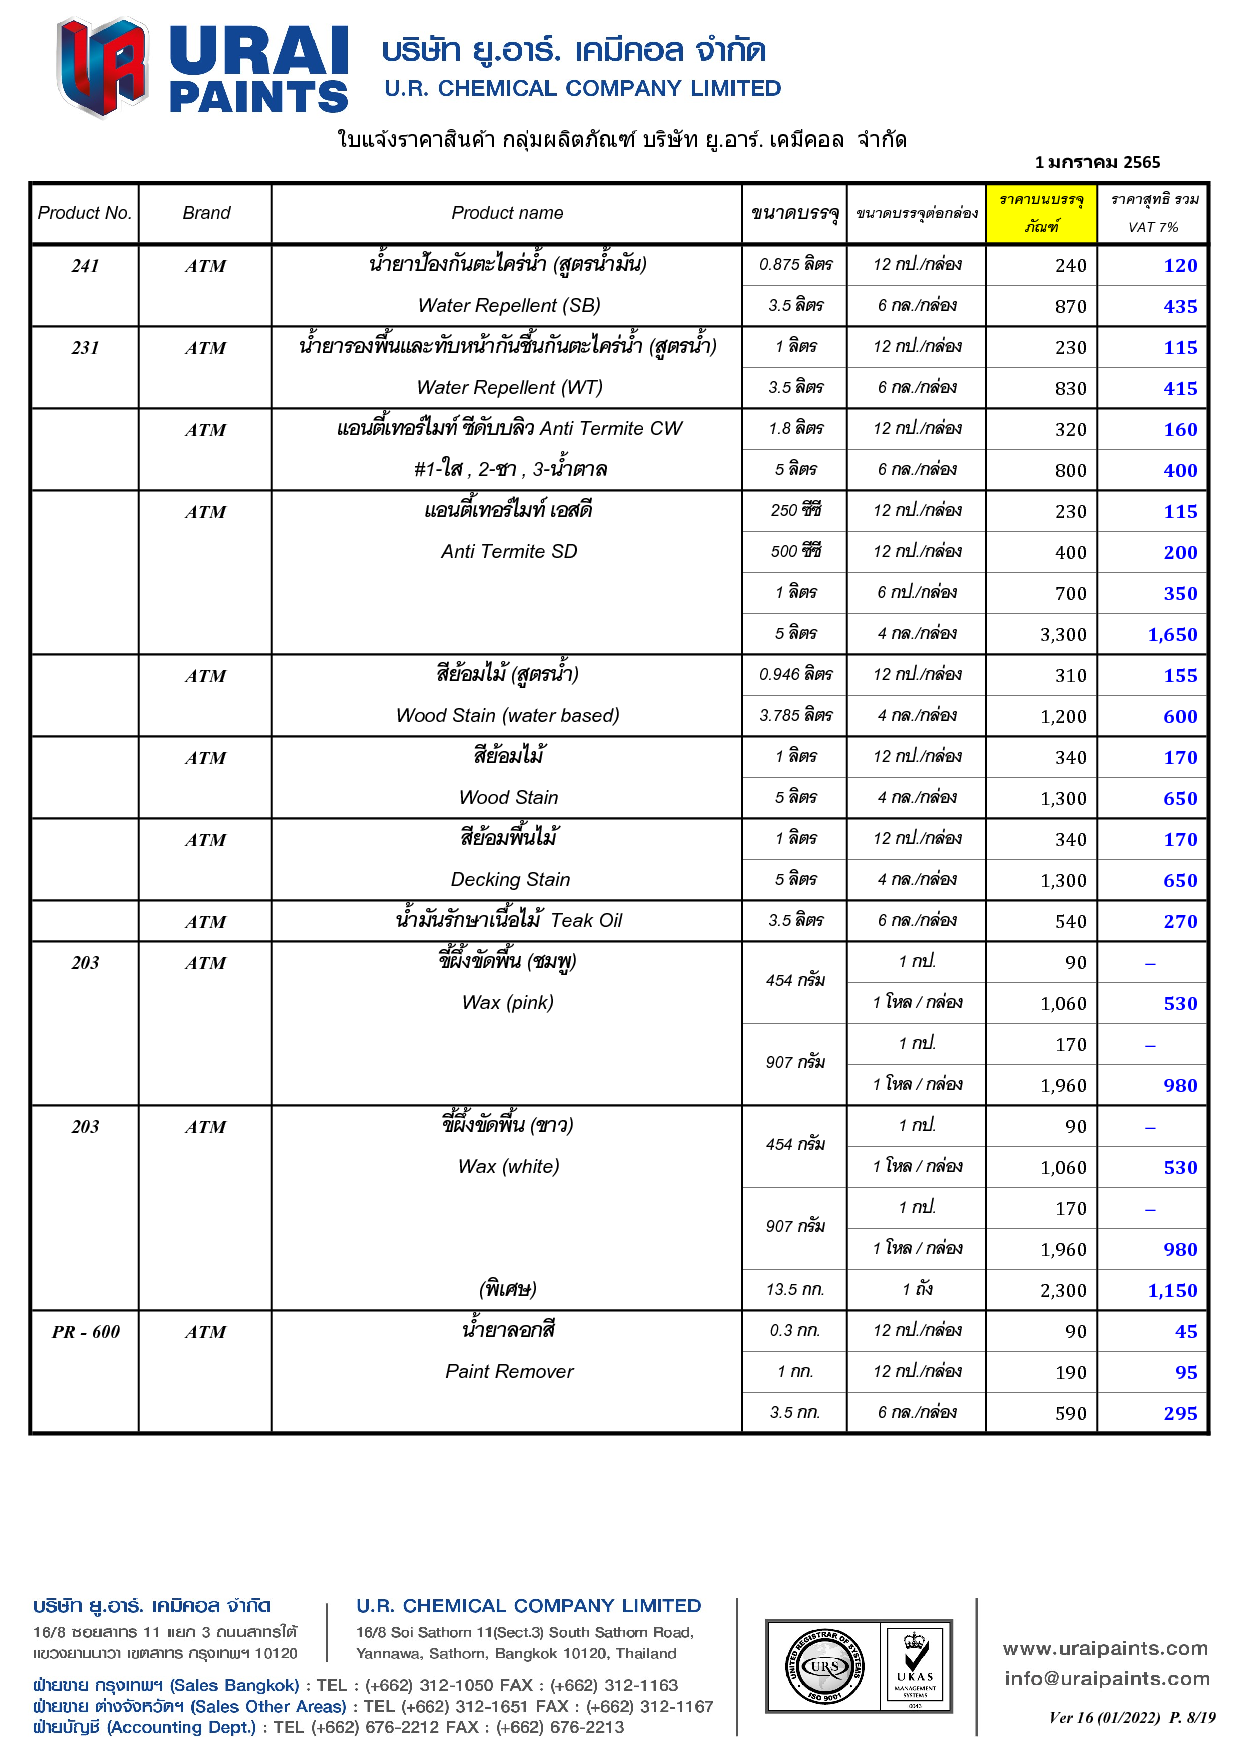 URAI
PAINTS
บริษัท ยู.อาร์. เคมีคอล จำกัด
U.R. CHEMICAL COMPANY LIMITED
ใบแจ้งราคาสินค้า กลุ่มผลิตภัณฑ์ บริษัท ยู.อาร์. เคมีคอล จำกัด
1 มกราคม 2565
Product No. Brand Product name ขนาดบรรจุ ขนาดบรรจุต่อกล่อง ราคาบนบรรจุ ราคาสุทธิ รวม
ภัณฑ์ VAT 7%
241 ATM น้ำยาป้องกันตะไคร่น้ำ (สูตรน้ำมัน) 0.875 ลิตร 12 กป./กล่อง 240 120
Water Repellent (SB) 3.5 ลิตร 6 กล./กล่อง 870 435
231 ATM น้ำยารองพื้นและทับหน้ากันชื้นกันตะไคร่น้ำ (สูตรน้ำ) 1 ลิตร 12 กป./กล่อง 230 115
Water Repellent (WT) 3.5 ลิตร 6 กล./กล่อง 830 415
ATM แอนตี้เทอร์ไมท์ ซีดับบลิว Anti Termite CW 1.8 ลิตร 12 กป./กล่อง 320 160
#1-ใส , 2-ชา , 3-น้ำตาล 5 ลิตร 6 กล./กล่อง 800 400
ATM แอนตี้เทอร์ไมท์ เอสดี 250 ซีซี 12 กป./กล่อง 230 115
Anti Termite SD 500 ซีซี 12 กป./กล่อง 400 200
1 ลิตร 6 กป./กล่อง 700 350
5 ลิตร 4 กล./กล่อง 3,300 1,650
ATM สีย้อมไม้ (สูตรน้ำ) 0.946 ลิตร 12 กป./กล่อง 310 155
Wood Stain (water based) 3.785 ลิตร 4 กล./กล่อง 1,200 600
ATM สีย้อมไม้ 1 ลิตร 12 กป./กล่อง 340 170
Wood Stain 5 ลิตร 4 กล./กล่อง 1,300 650
ATM สีย้อมพื้นไม้ 1 ลิตร 12 กป./กล่อง 340 170
Decking Stain 5 ลิตร 4 กล./กล่อง 1,300 650
ATM น้ำมันรักษาเนื้อไม้ Teak Oil 3.5 ลิตร 6 กล./กล่อง 540 270
203 ATM ขี้ผึ้งขัดพื้น (ชมพู) 454 กรัม 1 กป. 90 –
Wax (pink) 1 โหล / กล่อง 1,060 530
907 กรัม 1 กป. 170 –
1 โหล / กล่อง 1,960 980
203 ATM ขี้ผึ้งขัดพื้น (ขาว) 454 กรัม 1 กป. 90 –
Wax (white) 1 โหล / กล่อง 1,060 530
907 กรัม 1 กป. 170 –
1 โหล / กล่อง 1,960 980
(พิเศษ) 13.5 กก. 1 ถัง 2,300 1,150
PR - 600 ATM น้ำยาลอกสี 0.3 กก. 12 กป./กล่อง 90 45
Paint Remover 1 กก. 12 กป./กล่อง 190 95
3.5 กก. 6 กล./กล่อง 590 295
บริษัท ยู.อาร์. เคมีคอล จำกัด
16/8 ซอยสาทร 11 แยก 3 ถนนสาทรใต้
แขวงยานนาวา เขตสาทร กรุงเทพฯ 10120
U.R. CHEMICAL COMPANY LIMITED
16/8 Soi Sathorn 11(Sect.3) South Sathorn Road,
Yannawa, Sathorn, Bangkok 10120, Thailand
ฝ่ายขาย กรุงเทพฯ (Sales Bangkok) : TEL : (+662) 312-1050 FAX : (+662) 312-1163
ฝ่ายขาย ต่างจังหวัดฯ (Sales Other Areas) : TEL (+662) 312-1651 FAX : (+662) 312-1167
ฝ่ายบัญชี (Accounting Dept.) : TEL (+662) 676-2212 FAX : (+662) 676-2213
UNITED REGISTRAR OF SYSTEMS
URS
ISO 9001
UKAS
MANAGEMENT
SYSTEMS
0043
www.uraipaints.com
info@uraipaints.com
Ver 16 (01/2022) P. 8/19